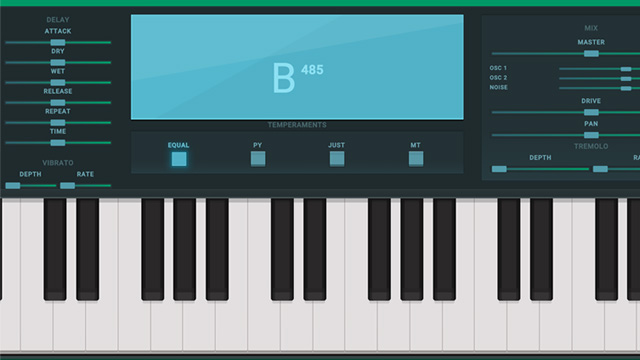 DELAY
ATTACK
DRY
WET
RELEASE
REPEAT
TIME
VIBRATO
DEPTH RATE
B 485
TEMPERAMENTS
EQUAL PY JUST MT
MIX
MASTER
OSC 1
OSC 2
NOISE
DRIVE
PAN
TREMOLO
DEPTH RA